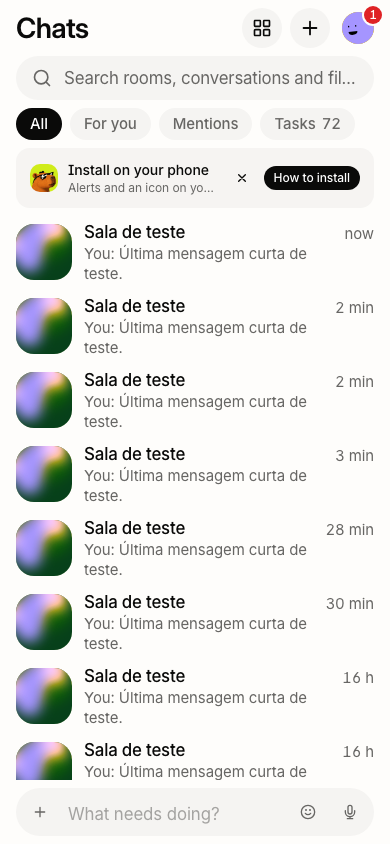 Chats
1
Search rooms, conversations and fil...
All
For you
Mentions
Tasks 72
Install on your phone
Alerts and an icon on yo...
How to install
Sala de teste
now
You: Última mensagem curta de
teste.
Sala de teste
2 min
You: Última mensagem curta de
teste.
Sala de teste
2 min
You: Última mensagem curta de
teste.
Sala de teste
3 min
You: Última mensagem curta de
teste.
Sala de teste
28 min
You: Última mensagem curta de
teste.
Sala de teste
30 min
You: Última mensagem curta de
teste.
Sala de teste
16 h
You: Última mensagem curta de
teste.
Sala de teste
16 h
You: Última mensagem curta de
What needs doing?